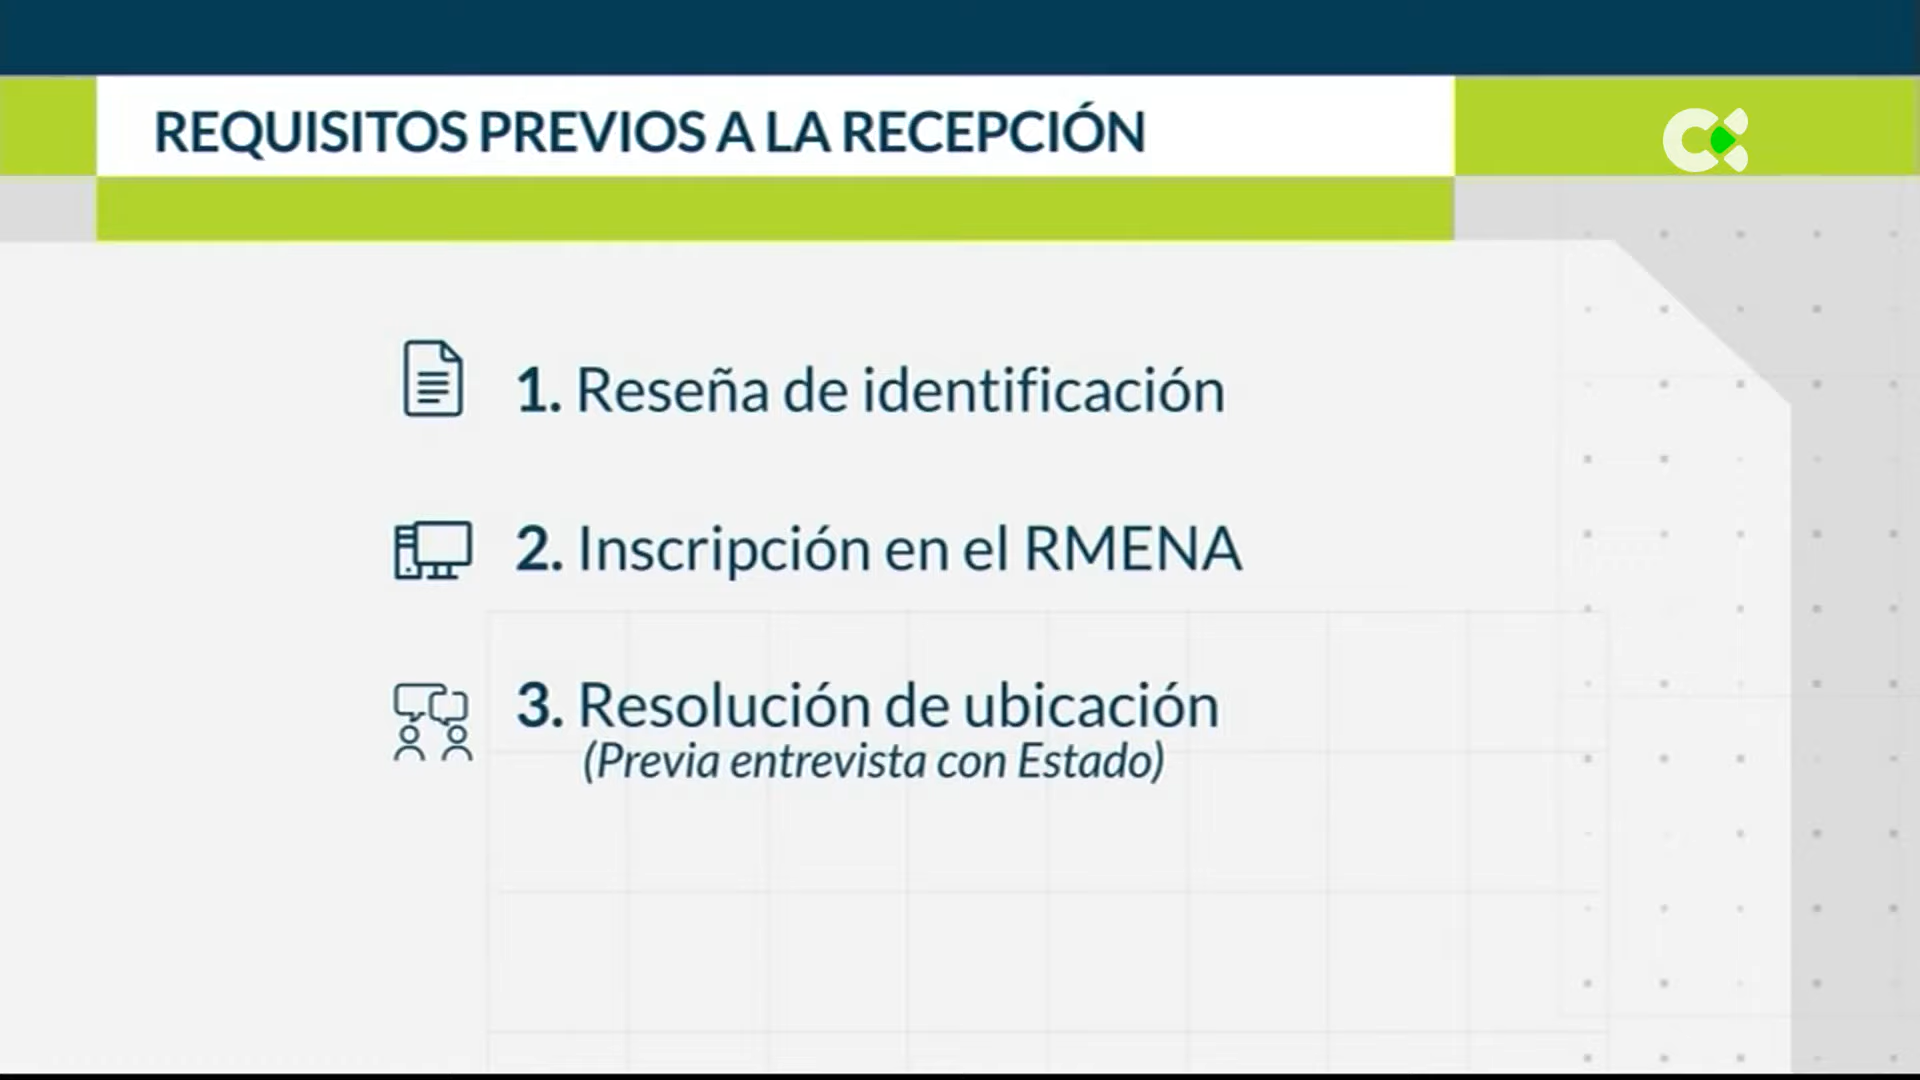 REQUISITOS PREVIOS A LA RECEPCIÓN
1. Reseña de identificación
2. Inscripción en el RMENA
3. Resolución de ubicación
(Previa entrevista con Estado)